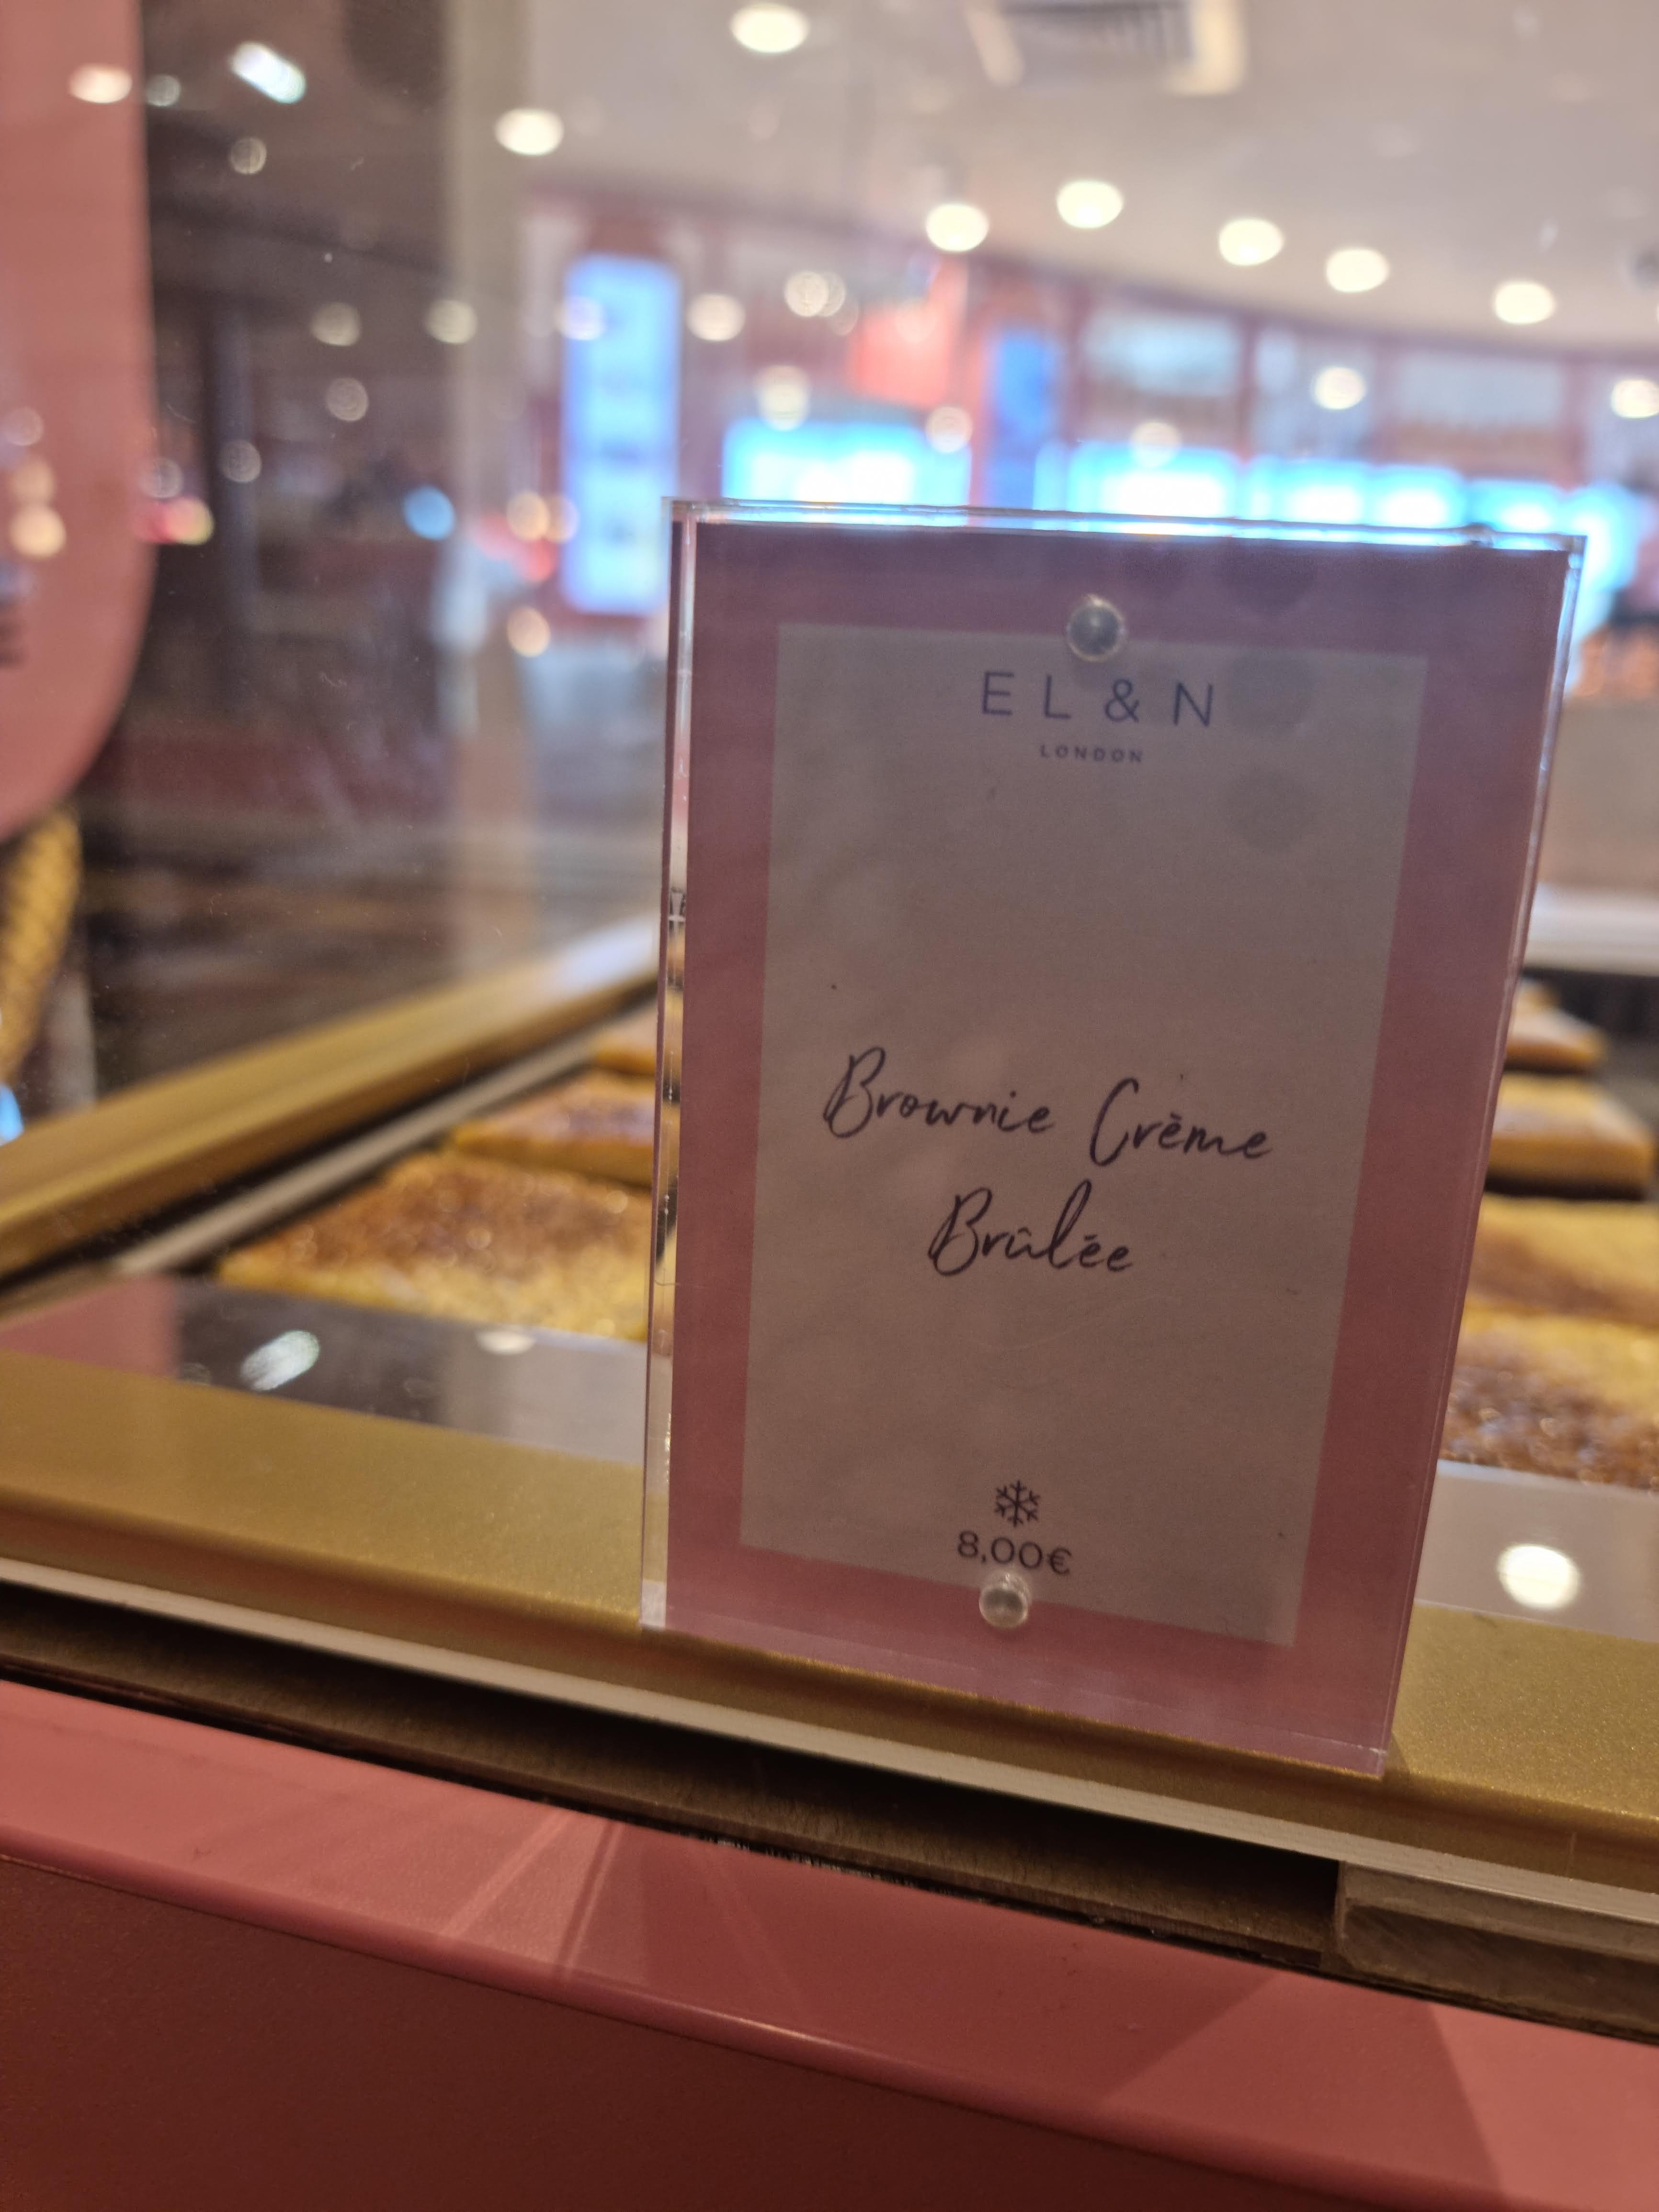 EL&N
LONDON
Brownie Crème
Brûlée
8,00€